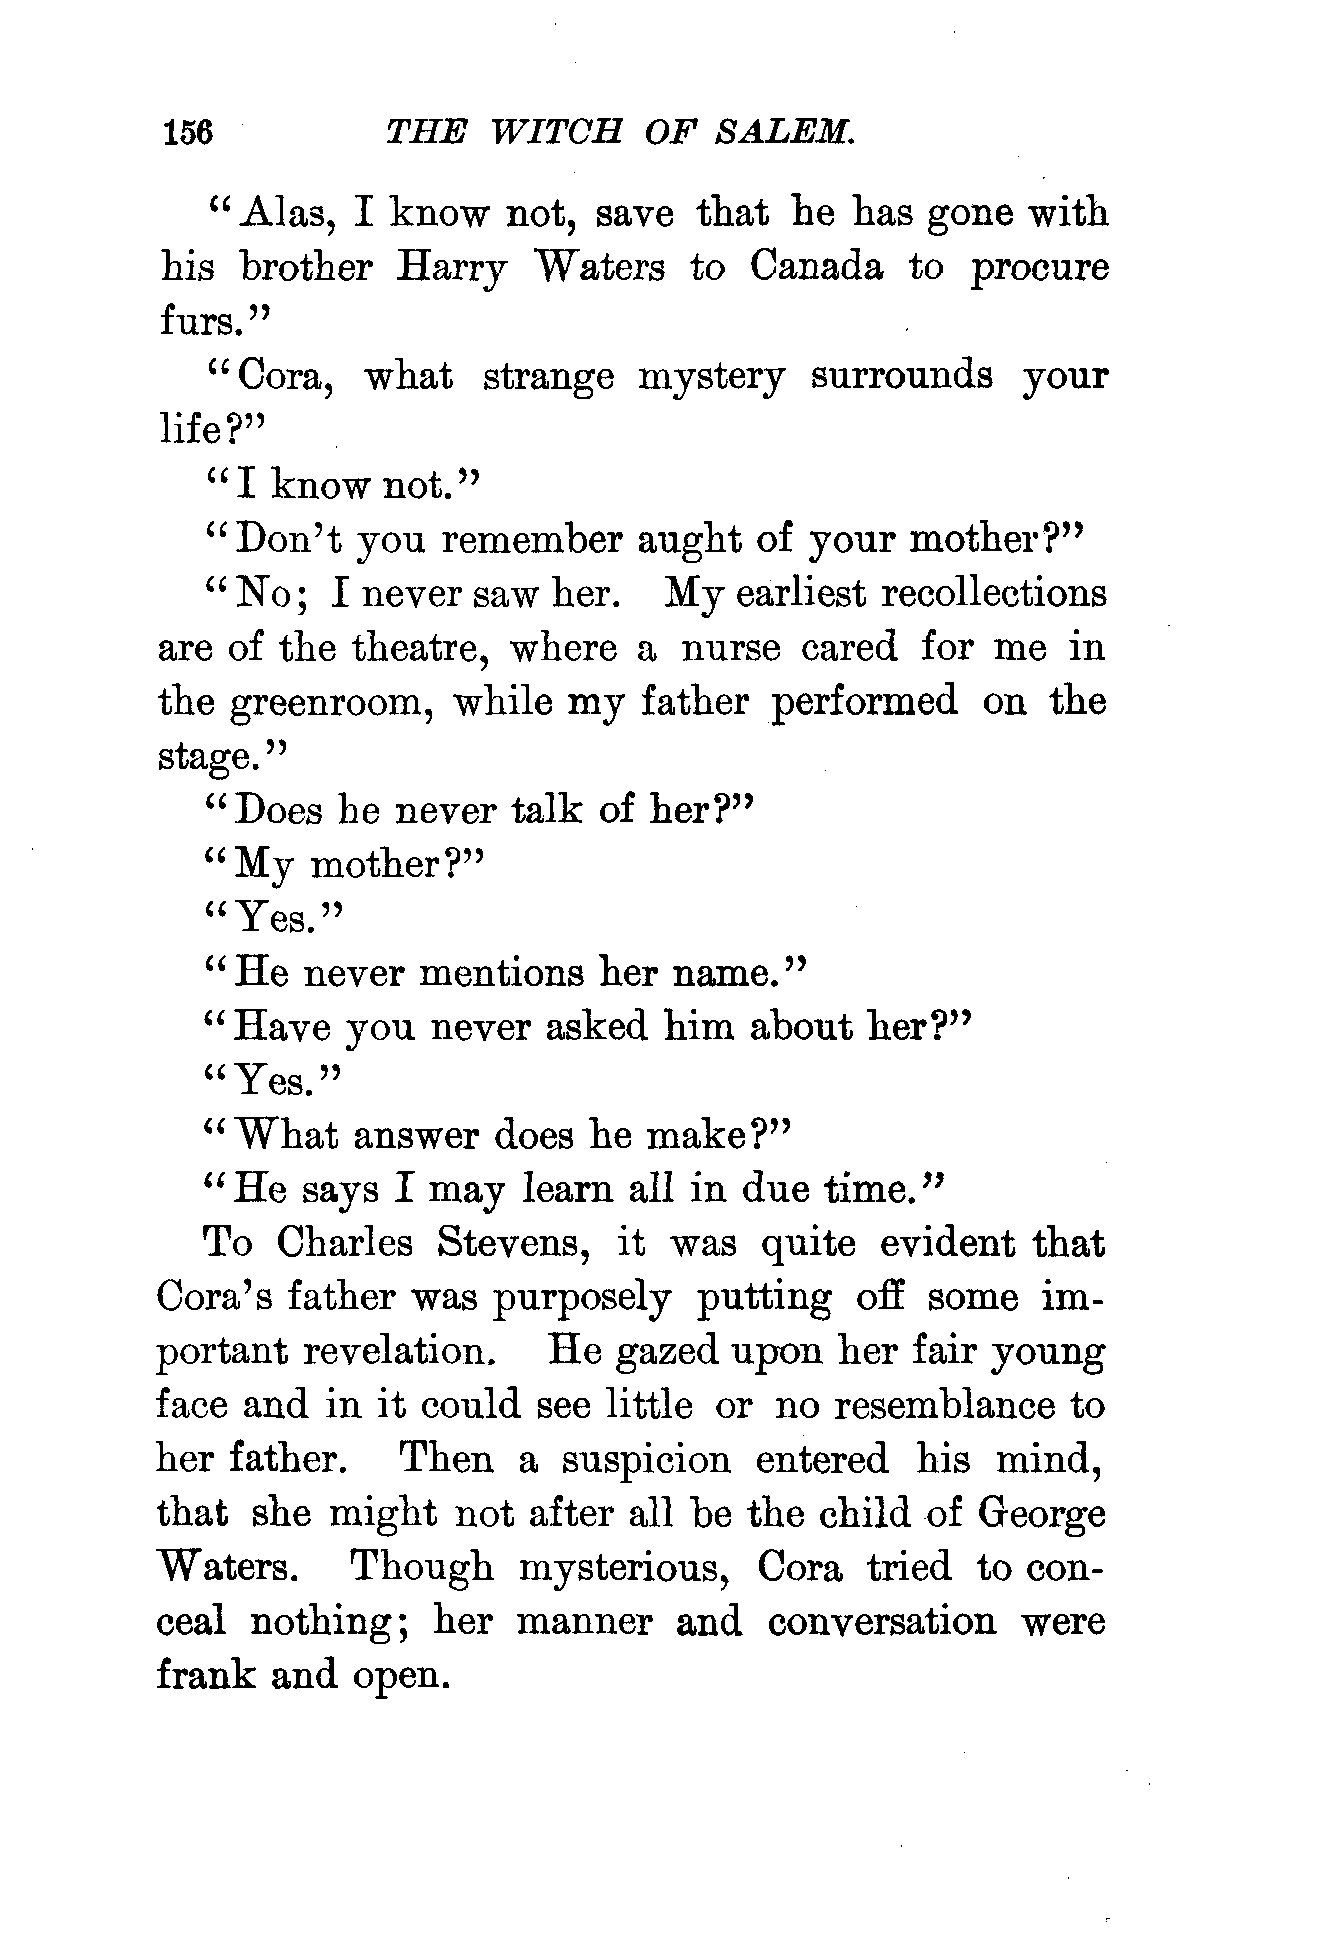 156 THE WITCH OF SALEM.
"Alas, I know not, save that he has gone with
his brother Harry Waters to Canada to procure
furs."
"Cora, what strange mystery surrounds your
life?"
"I know not."
"Don't you remember aught of your mother?"
"No; I never saw her. My earliest recollections
are of the theatre, where a nurse cared for me in
the greenroom, while my father performed on the
stage."
"Does he never talk of her?"
"My mother?"
"Yes."
"He never mentions her name."
"Have you never asked him about her?"
"Yes."
"What answer does he make?"
"He says I may learn all in due time."
To Charles Stevens, it was quite evident that
Cora's father was purposely putting off some im-
portant revelation. He gazed upon her fair young
face and in it could see little or no resemblance to
her father. Then a suspicion entered his mind,
that she might not after all be the child of George
Waters. Though mysterious, Cora tried to con-
ceal nothing; her manner and conversation were
frank and open.